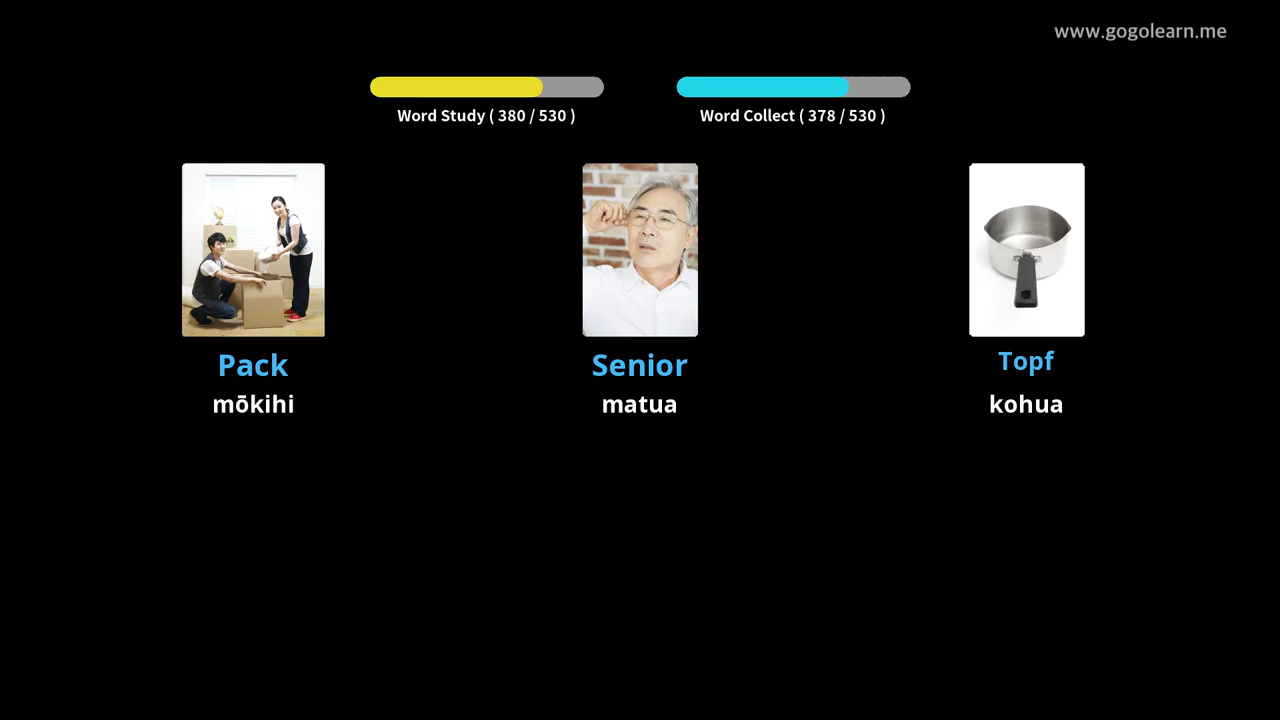 www.gogolearn.me
Word Study ( 380 / 530 )
Word Collect ( 378 / 530 )
Pack
mōkihi
Senior
matua
Topf
kohua